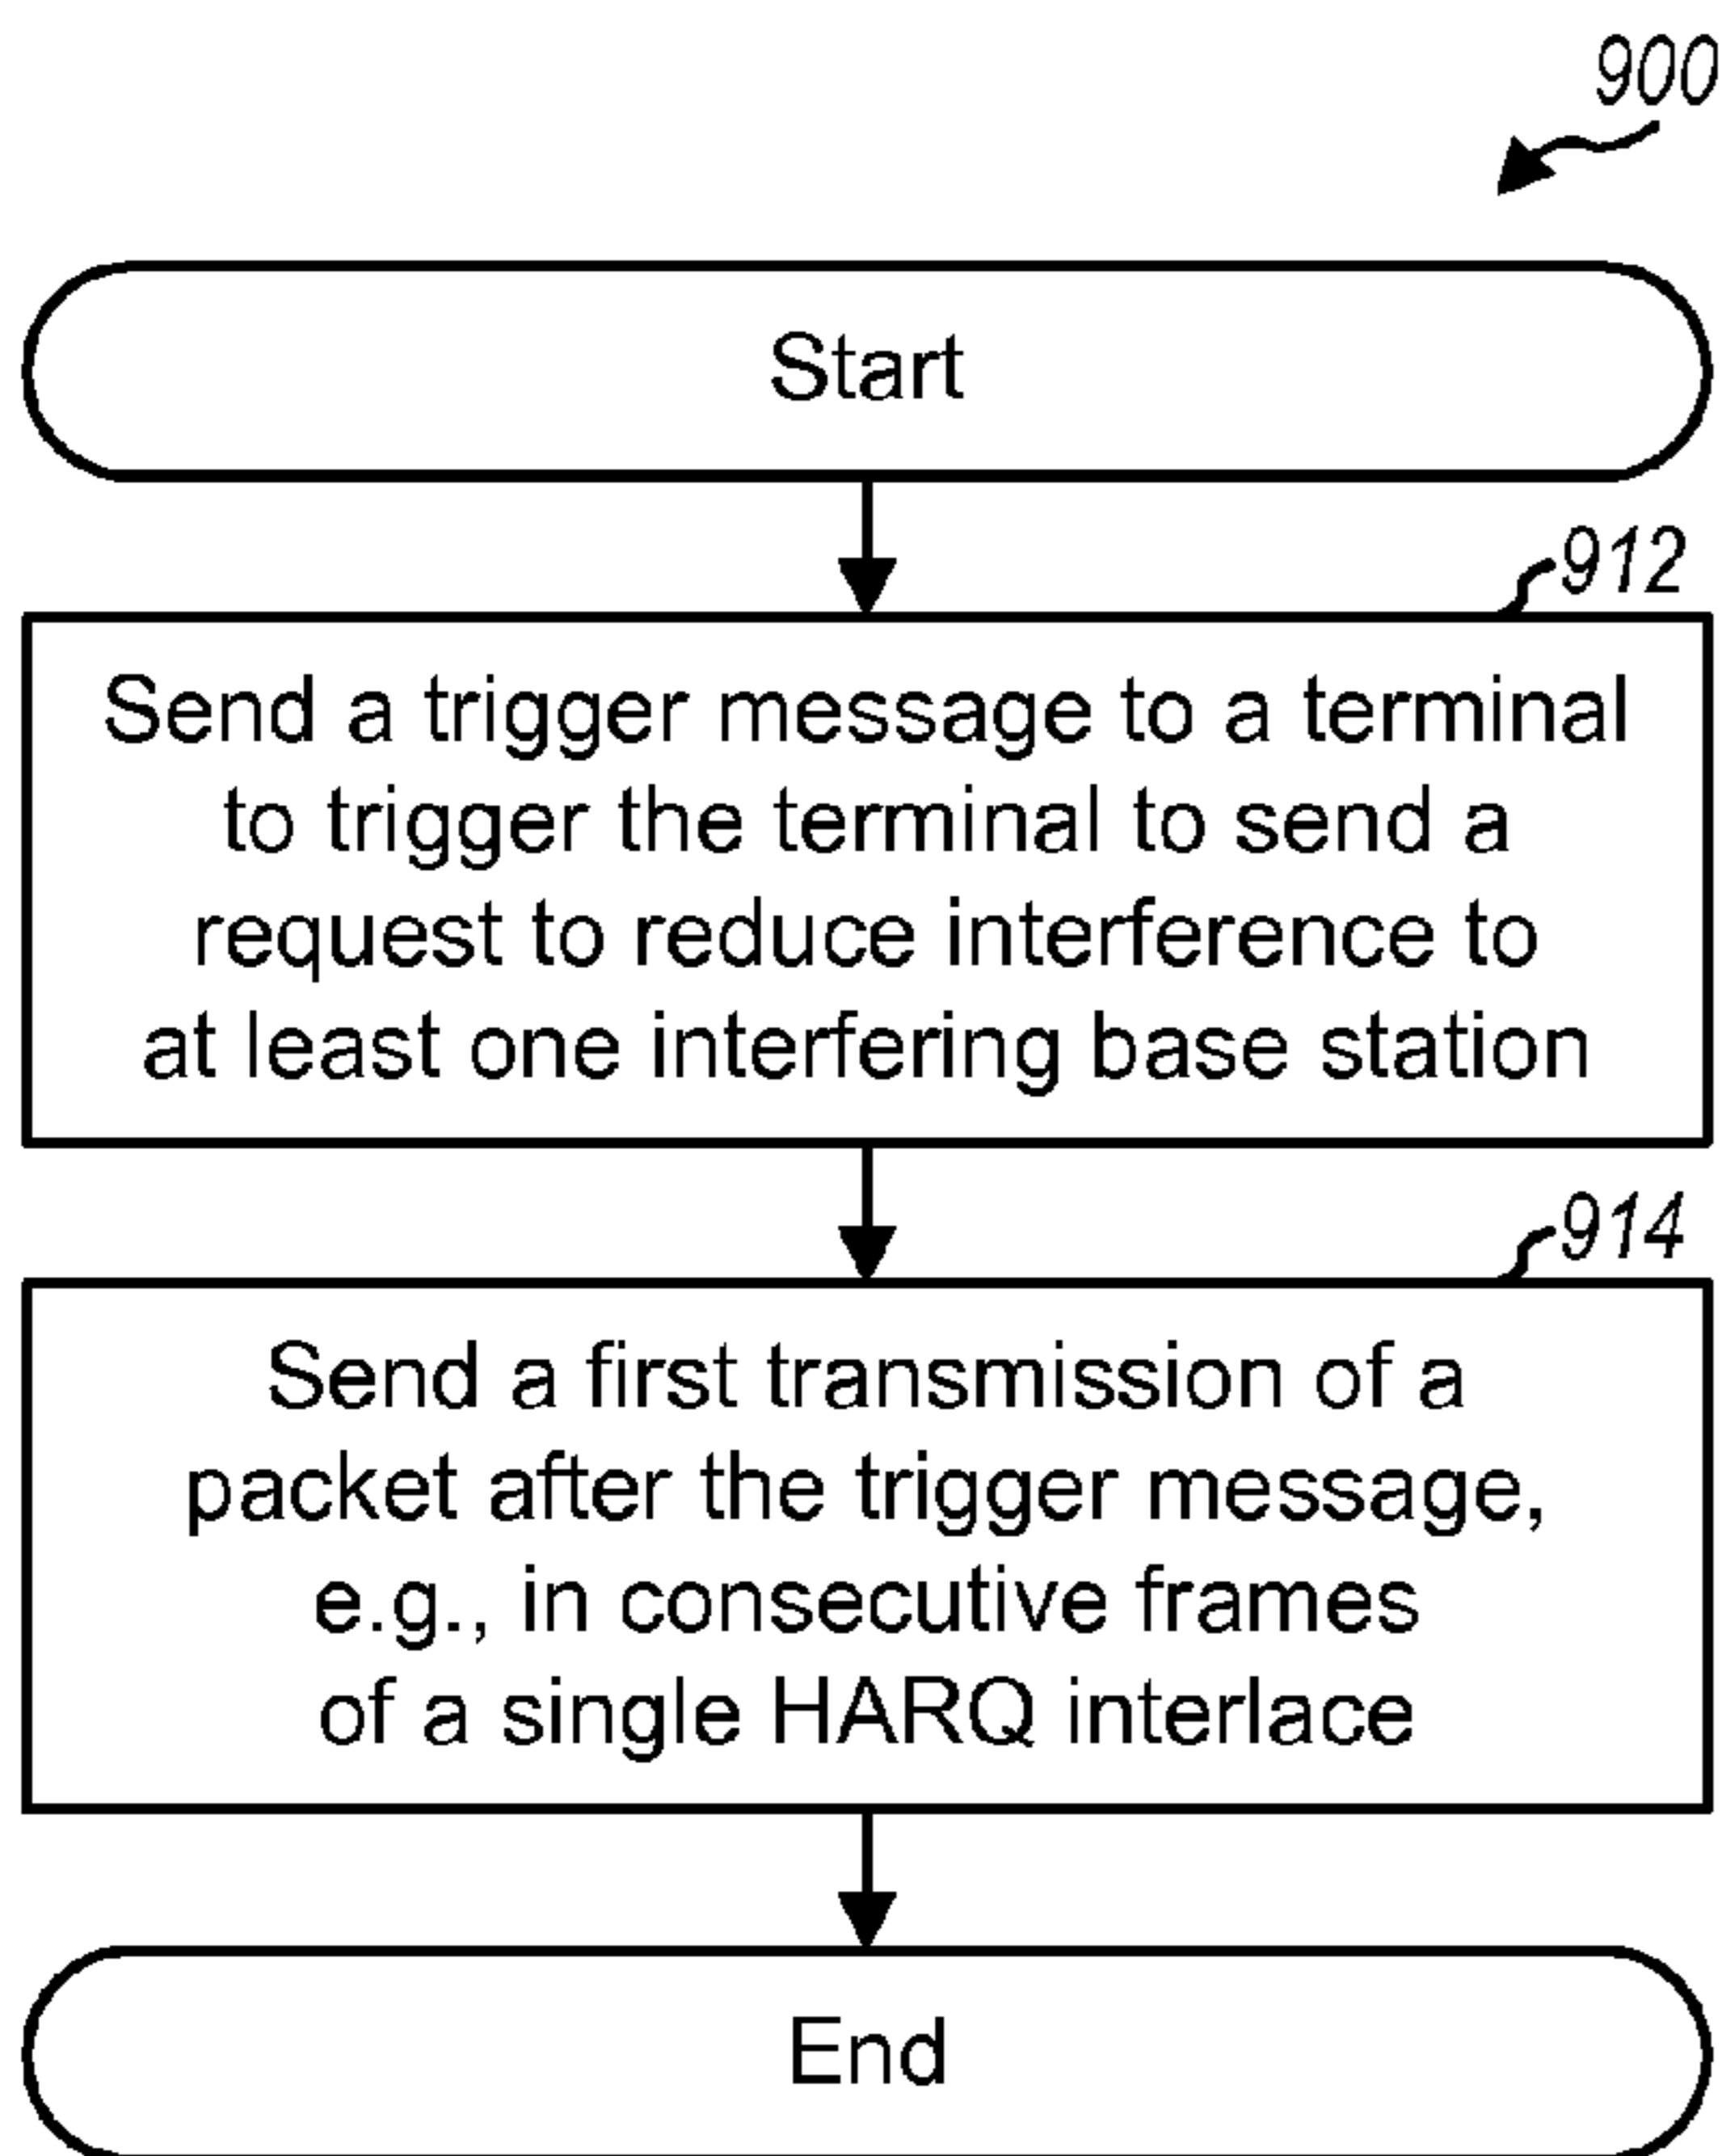 900
Start
912
Send a trigger message to a terminal
to trigger the terminal to send a
request to reduce interference to
at least one interfering base station
914
Send a first transmission of a
packet after the trigger message,
e.g., in consecutive frames
of a single HARQ interlace
End